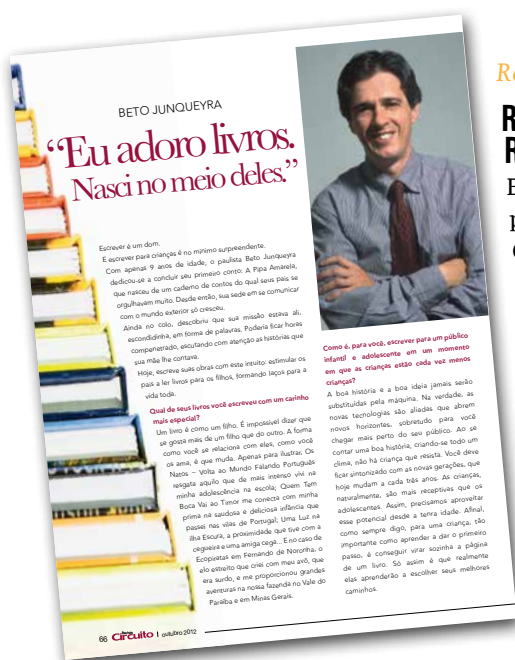 BETO JUNQUEYRA
“Eu adoro livros.
Nasci no meio deles.”
Escrever é um dom.
E escrever para crianças é no mínimo surpreendente.
Com apenas 9 anos de idade, o paulista Beto Junqueyra
dedicou-se a concluir seu primeiro conto: A Pipa Amarela,
que nasceu de um caderno de contos do qual seus pais se
orgulhavam muito. Desde então, sua sede em se comunicar
com o mundo exterior só cresceu.
Ainda no colo, descobriu que sua missão estava ali,
escondidinha, em forma de palavras. Poderia ficar horas
compenetrado, escutando com atenção as histórias que
sua mãe lhe contava.
Hoje, escreve suas obras com este intuito: estimular os
pais a ler livros para os filhos, formando laços para a
vida toda.
Qual de seus livros você escreveu com um carinho
mais especial?
Um livro é como um filho. É impossível dizer que
se gosta mais de um filho que do outro. A forma
como você se relaciona com eles, como você
os ama, é que muda. Apenas para ilustrar, Os
Natos – Volta ao Mundo Falando Português
resgata aquilo que de mais intenso vivi na
minha adolescência na escola; Quem Tem
Boca Vai ao Timor me conecta com minha
prima na saudosa e deliciosa infância que
passei nas vilas de Portugal; Uma Luz na
ilha Escura, a proximidade que tive com a
cegueira e uma amiga cega... E no caso de
Ecopiratas em Fernando de Noronha, o
elo estreito que criei com meu avô, que
era surdo, e me proporcionou grandes
aventuras na nossa fazenda no Vale do
Paraíba e em Minas Gerais.
Como é, para você, escrever para um público
infantil e adolescente em um momento
em que as crianças estão cada vez menos
crianças?
A boa história e a boa ideia jamais serão
substituídas pela máquina. Na verdade, as
novas tecnologias são aliadas que abrem
novos horizontes, sobretudo para você
chegar mais perto do seu público. Ao se
contar uma boa história, criando-se todo um
clima, não há criança que resista. Você deve
ficar sintonizado com as novas gerações, que
hoje mudam a cada três anos. As crianças,
naturalmente, são mais receptivas que os
adolescentes. Assim, precisamos aproveitar
esse potencial desde a tenra idade. Afinal,
como sempre digo, para uma criança, tão
importante como aprender a dar o primeiro
passo, é conseguir virar sozinha a página
de um livro. Só assim é que realmente
elas aprenderão a escolher seus melhores
caminhos.
66 Circuito | outubro 2012